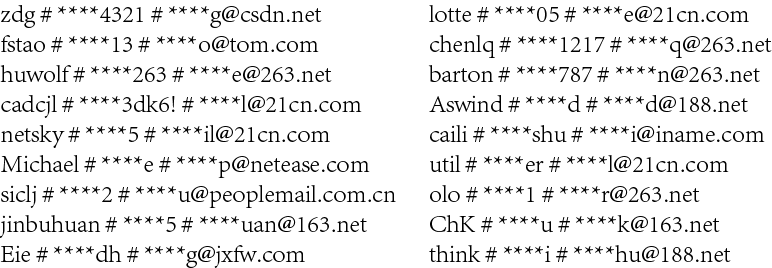 zdg # ****4321 # ****g@csdn.net
fstao # ****13 # ****o@tom.com
huwolf # ****263 # ****e@263.net
cadcjl # ****3dk6! # ****l@21cn.com
netsky # ****5 # ****il@21cn.com
Michael # ****e # ****p@netease.com
siclj # ****2 # ****u@peoplemail.com.cn
jinbuhuan # ****5 # ****uan@163.net
Eie # ****dh # ****g@jxfw.com
lotte # ****05 # ****e@21cn.com
chenlq # ****1217 # ****q@263.net
barton # ****787 # ****n@263.net
Aswind # ****d # ****d@188.net
caili # ****shu # ****i@iname.com
util # ****er # ****l@21cn.com
olo # ****1 # ****r@263.net
ChK # ****u # ****k@163.net
think # ****i # ****hu@188.net